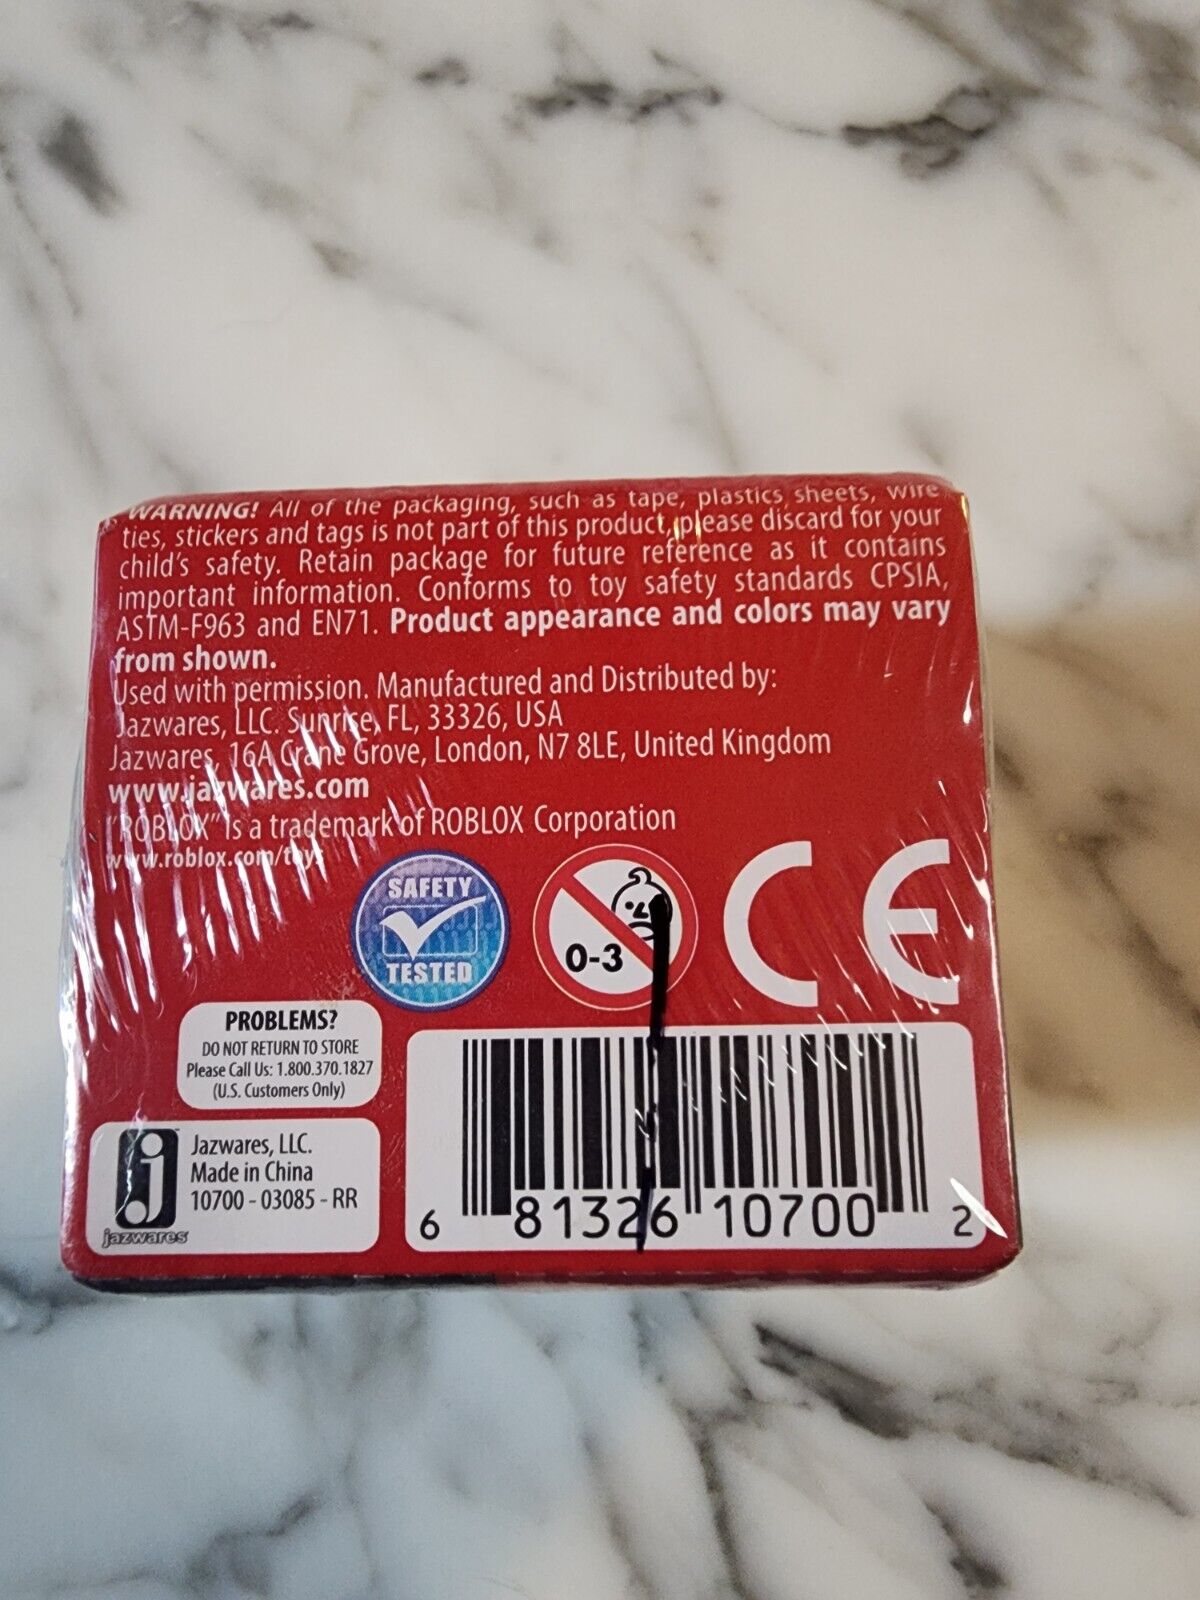 WARNING! All of the packaging, such as tape, plastics sheets, wire
ties, stickers and tags is not part of this product, please discard for your
child's safety. Retain package for future reference as it contains
important information. Conforms to toy safety standards CPSIA,
ASTM-F963 and EN71. Product appearance and colors may vary
from shown.
Used with permission. Manufactured and Distributed by:
Jazwares, LLC. Sunrise, FL, 33326, USA
Jazwares, 16A Crane Grove, London, N7 8LE, United Kingdom
www.jazwares.com
"ROBLOX" is a trademark of ROBLOX Corporation
www.roblox.com/toys
SAFETY
TESTED
0-3
CE
PROBLEMS?
DO NOT RETURN TO STORE
Please Call Us: 1.800.370.1827
(U.S. Customers Only)
j
jazwares
Jazwares, LLC.
Made in China
10700 - 03085 - RR
6 81326 10700 2